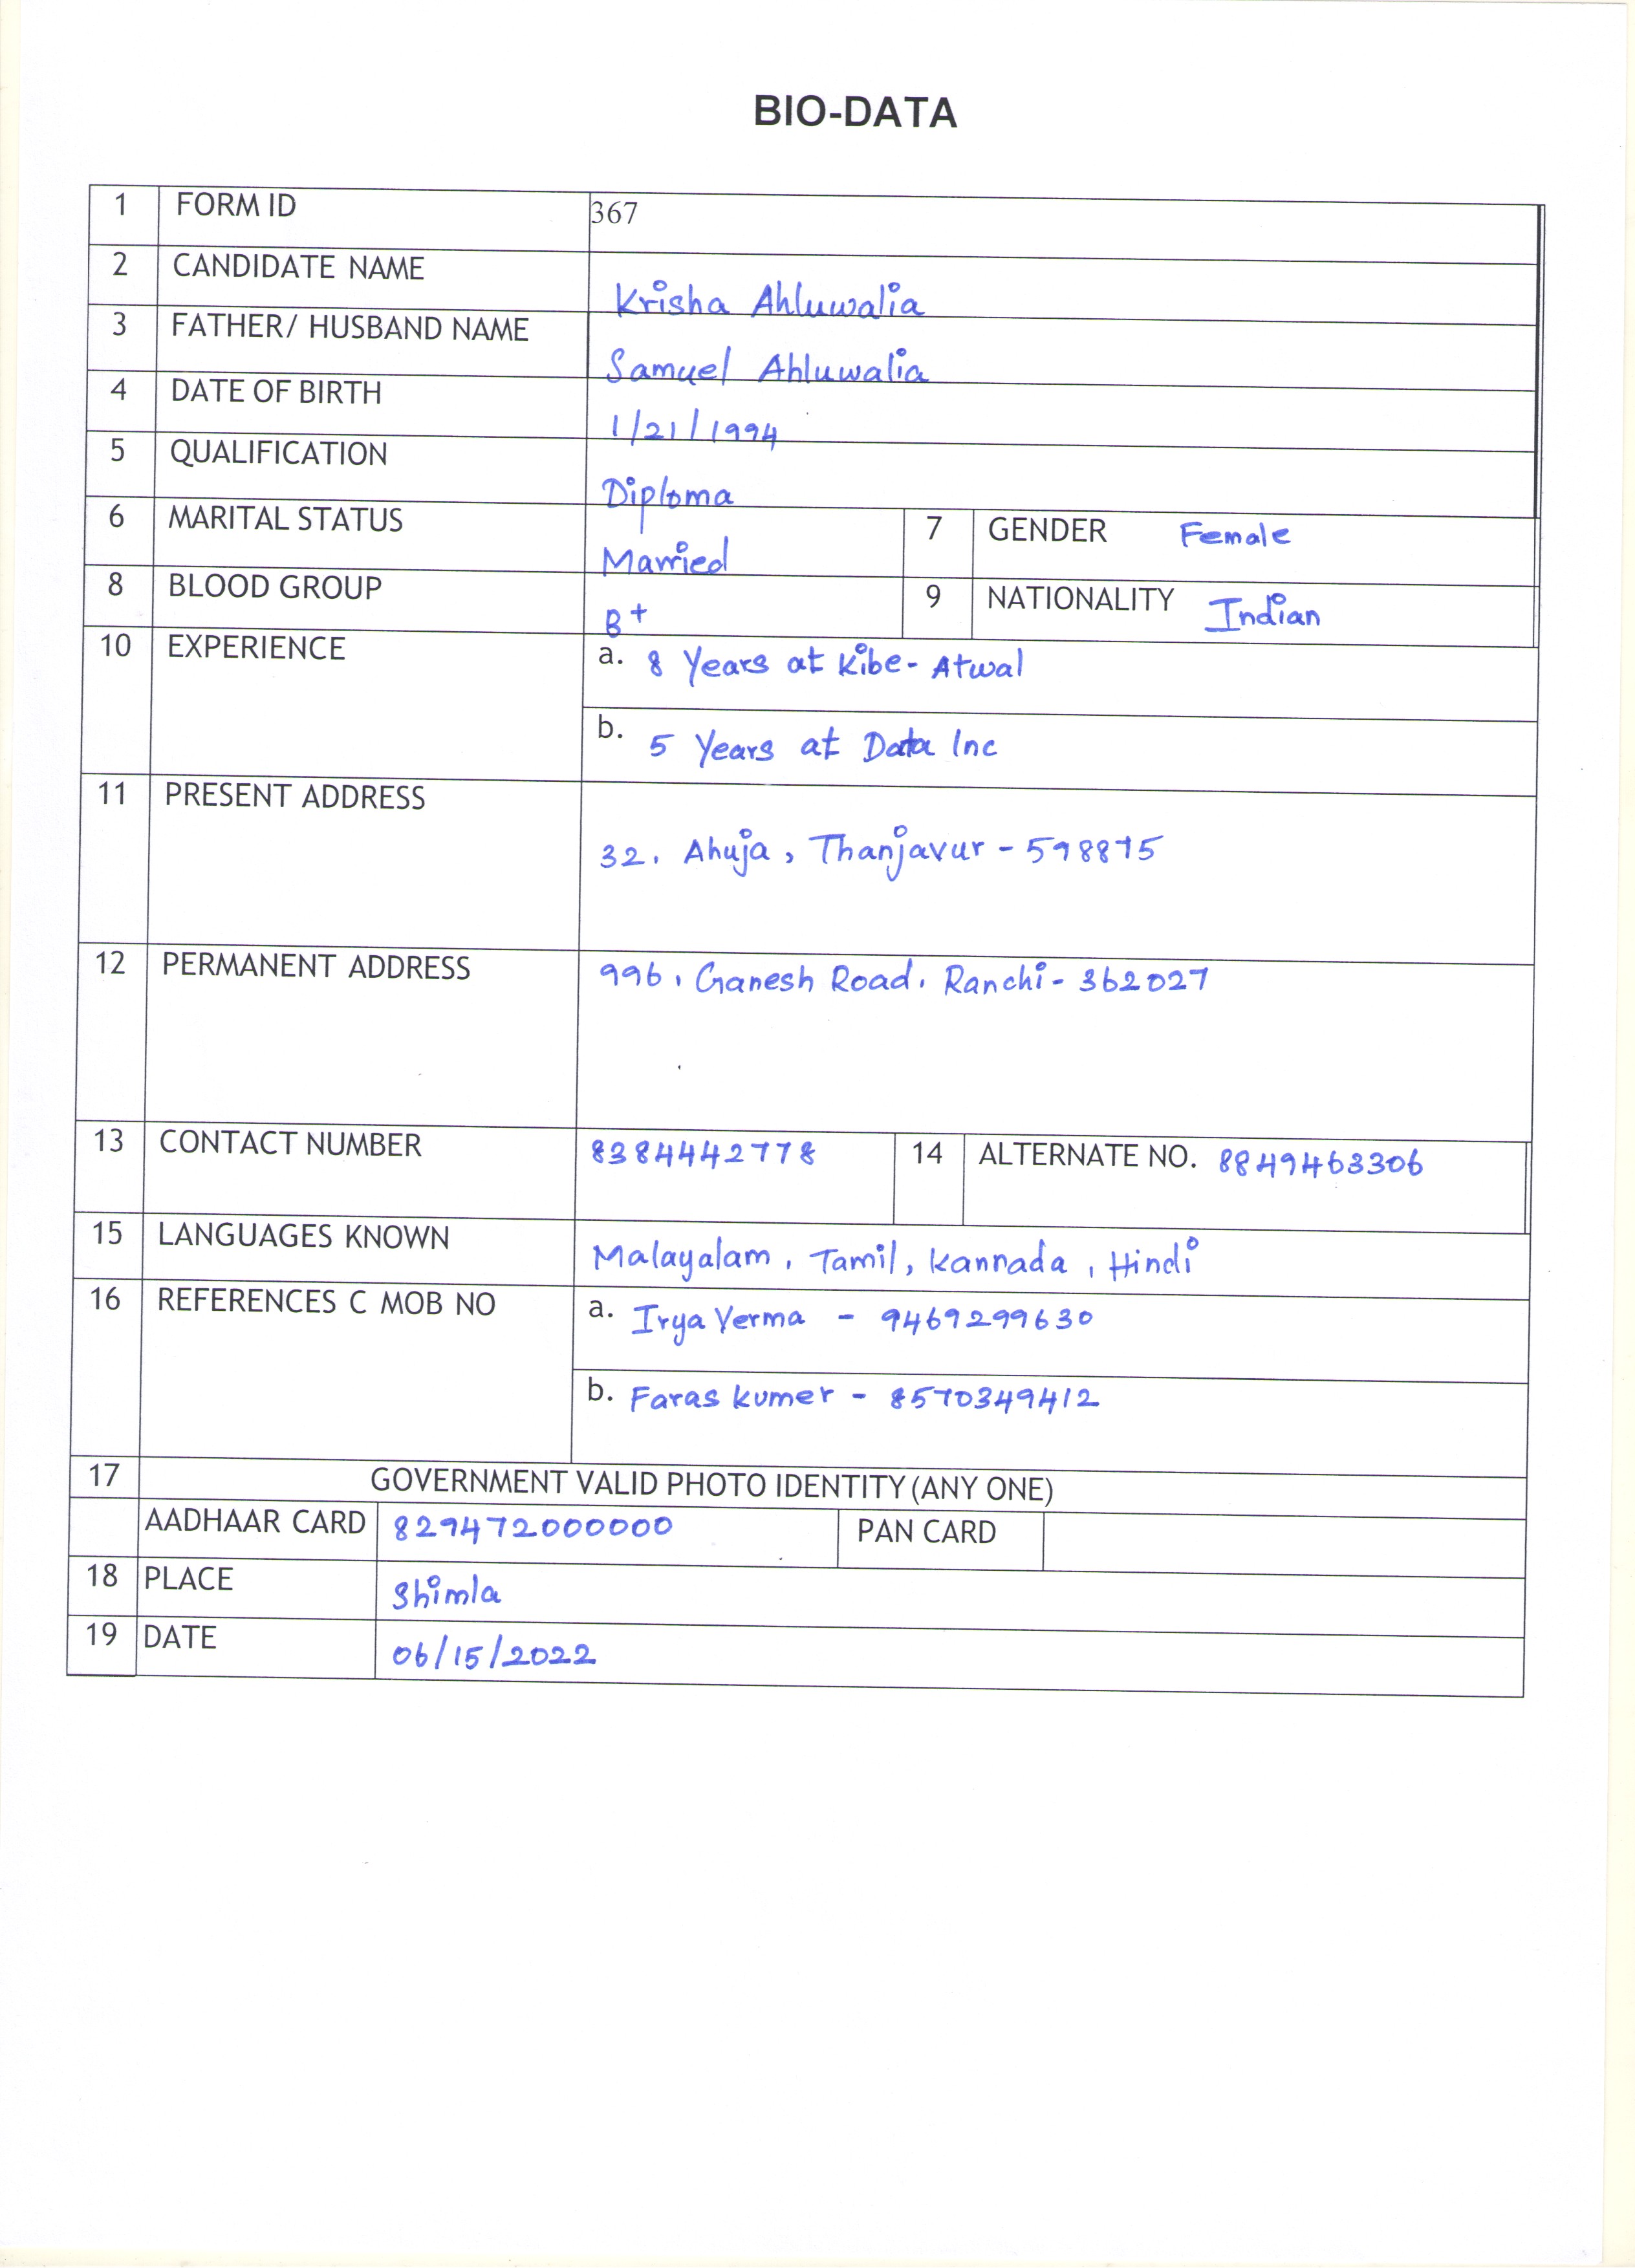 BIO-DATA
1 FORM ID 367
2 CANDIDATE NAME Krisha Ahluwalia
3 FATHER/ HUSBAND NAME Samuel Ahluwalia
4 DATE OF BIRTH 1/21/1994
5 QUALIFICATION Diploma
6 MARITAL STATUS Married 7 GENDER Female
8 BLOOD GROUP B+ 9 NATIONALITY Indian
10 EXPERIENCE a. 8 Years at Kibe-Atwal
b. 5 Years at Data Inc
11 PRESENT ADDRESS 32, Ahuja, Thanjavur - 598875
12 PERMANENT ADDRESS 996, Ganesh Road, Ranchi - 362027
13 CONTACT NUMBER 8384442778 14 ALTERNATE NO. 8849463306
15 LANGUAGES KNOWN Malayalam, Tamil, Kannada, Hindi
16 REFERENCES C MOB NO a. Irya Verma - 9469299630
b. Faras kumer - 8570349412
17 GOVERNMENT VALID PHOTO IDENTITY (ANY ONE)
AADHAAR CARD 829472000000 PAN CARD
18 PLACE Shimla
19 DATE 06/15/2022